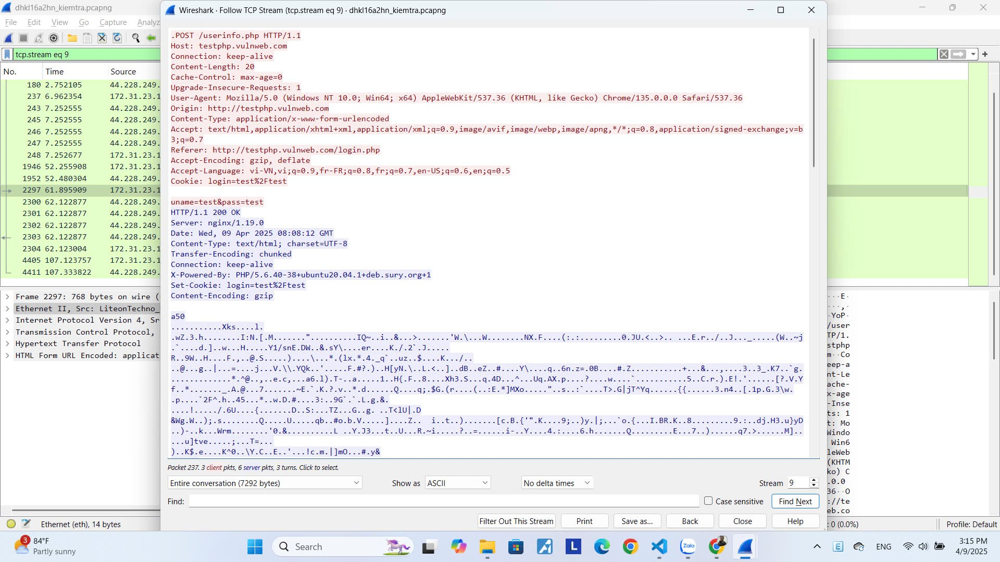 dhkl16a2hn_kiemtra.pcapng
Wireshark · Follow TCP Stream (tcp.stream eq 9) · dhkl16a2hn_kiemtra.pcapng
File Edit View Go Capture Analyz
tcp.stream eq 9
No. Time Source
180 2.752105 44.228.249.
237 6.962354 172.31.23.1
243 7.252555 44.228.249.
245 7.252555 44.228.249.
246 7.252555 44.228.249.
247 7.252555 44.228.249.
248 7.252677 172.31.23.1
1946 52.255908 172.31.23.1
1952 52.480304 44.228.249.
2297 61.895909 172.31.23.1
2300 62.122877 44.228.249.
2301 62.122877 44.228.249.
2302 62.122877 44.228.249.
2303 62.122877 44.228.249.
2304 62.123004 172.31.23.1
4405 107.123757 172.31.23.1
4411 107.333822 44.228.249.
Frame 2297: 768 bytes on wire (
Ethernet II, Src: LiteonTechno_
Internet Protocol Version 4, Sr
Transmission Control Protocol,
Hypertext Transfer Protocol
HTML Form URL Encoded: applicat
.POST /userinfo.php HTTP/1.1
Host: testphp.vulnweb.com
Connection: keep-alive
Content-Length: 20
Cache-Control: max-age=0
Upgrade-Insecure-Requests: 1
User-Agent: Mozilla/5.0 (Windows NT 10.0; Win64; x64) AppleWebKit/537.36 (KHTML, like Gecko) Chrome/135.0.0.0 Safari/537.36
Origin: http://testphp.vulnweb.com
Content-Type: application/x-www-form-urlencoded
Accept: text/html,application/xhtml+xml,application/xml;q=0.9,image/avif,image/webp,image/apng,*/*;q=0.8,application/signed-exchange;v=b
3;q=0.7
Referer: http://testphp.vulnweb.com/login.php
Accept-Encoding: gzip, deflate
Accept-Language: vi-VN,vi;q=0.9,fr-FR;q=0.8,fr;q=0.7,en-US;q=0.6,en;q=0.5
Cookie: login=test%2Ftest
uname=test&pass=test
HTTP/1.1 200 OK
Server: nginx/1.19.0
Date: Wed, 09 Apr 2025 08:08:12 GMT
Content-Type: text/html; charset=UTF-8
Transfer-Encoding: chunked
Connection: keep-alive
X-Powered-By: PHP/5.6.40-38+ubuntu20.04.1+deb.sury.org+1
Set-Cookie: login=test%2Ftest
Content-Encoding: gzip
a50
...........Xks....l.
.wZ.3.h........I:N.[.M.......".........IQ~..i..&...>.......'W.\...W........NX.F....(:.:.........0.JU.<..>.. ...E.r../..J..._.....(W..~j
.`....d.]..w...H.....Y1/snE.DW..&.sY\....er....K./.2`.J.....
R..9W..H....F.,..@.S.....)....\...*.(lx.*.4._q`..uz..$....K.../..
..@...g..|...=....j...V.\\.YQk..'.....F.#?.)..H[yN.\..L.<..]..dB..eZ..#....Y\....q..6n.z=.0B....#.Z...........+...&...,....3..3_.K7..`g.
.............*.^@..,..e.c,...a6.l).T-..a.....1..H{.F..8....Xh3.S...q.4D...^...Uq.AX.p....?....w....`...........5..C.r.).E!.'......[?.V.Y
f..*......._.A.@...7.......~E.`.K.?.v..*.d......Q....q;.$G.(r....(..:E.*]MXo....."..s..:`....T>.G|jT^Yq......{{......3.n4..[.1p.G.3\w.
.p....`2F^.h..45...*..w.D.#....3:..9G`.`.L.g.&.
....!...../.6U....{.......D..S:...TZ...G..g. ..T<lU|.D
&Wg.W..);.s........Q.....U.....qb..#o.b.V.....]....Z.. i..t..).......[c.B.{'".K....9;..)y.|;...`o.{...I.BR.K..8.........9.:..dj.H3.u}yD
..)-..k...Wrm........'0.&..........L ..Y.J3...t..U...R.~i.....?..=......i-..Y....4.:....6.h.......Q.........E...7..)......q7.>......M]..
...u]tve.....;...T=...
)..K$.e....K^0..\Y.C..E..'...!c.m.|]mO...#.y&
Packet 237. 3 client pkts, 6 server pkts, 3 turns. Click to select.
Entire conversation (7292 bytes) Show as ASCII No delta times Stream 9
Find: Case sensitive Find Next
Filter Out This Stream Print Save as... Back Close Help
···E·
···,·
·YoP·
/user
TP/1.
stphp
m··Co
eep-a
nt-Le
ache-
x-age
-Inse
ts: 1
t: Mo
Windo
Win6
leWeb
(KHTM
ko) C
.0.0
36··O
://te
eb.co
Ethernet (eth), 14 bytes
: 0 (0.0%) Profile: Default
3
84°F
Partly sunny
Search
L
Zalo
E
ENG
3:15 PM
4/9/2025